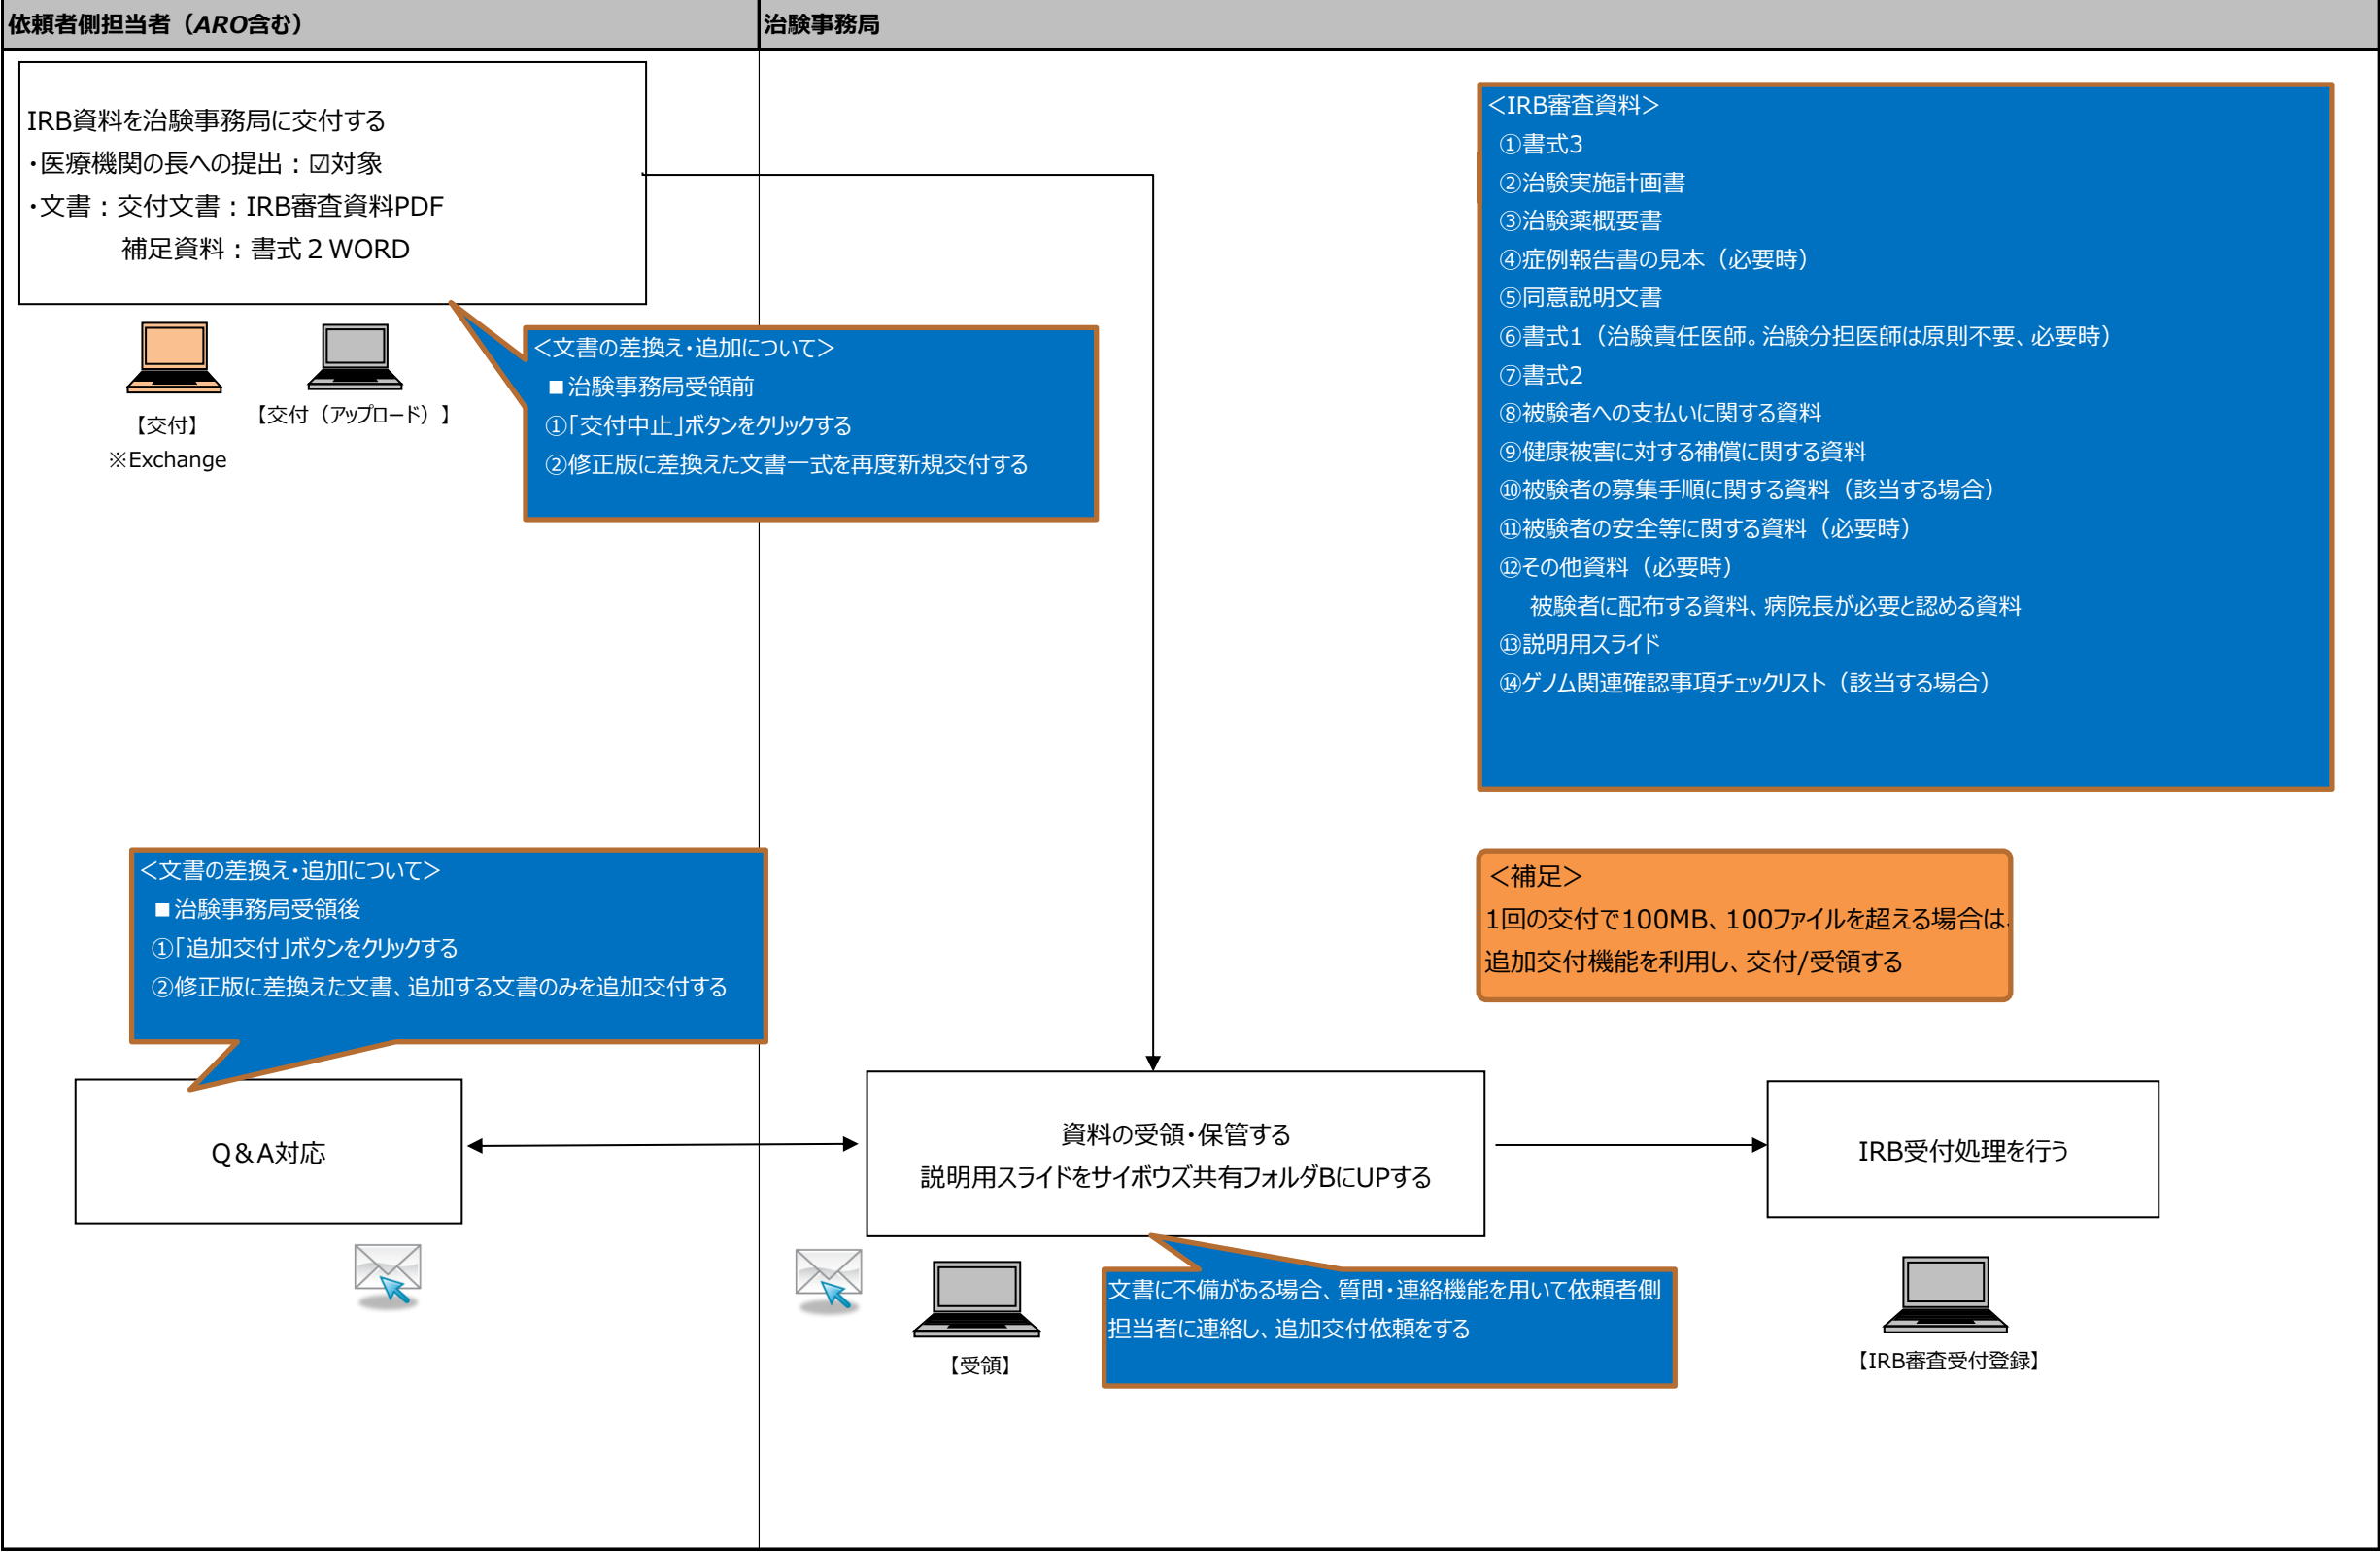 依頼者側担当者（ARO含む）
治験事務局
IRB資料を治験事務局に交付する
・医療機関の長への提出：☑対象
・文書：交付文書：IRB審査資料PDF
補足資料：書式２WORD
【交付】
※Exchange
【交付（アップロード）】
＜文書の差換え・追加について＞
■治験事務局受領前
①「交付中止」ボタンをクリックする
②修正版に差換えた文書一式を再度新規交付する
＜IRB審査資料＞
①書式3
②治験実施計画書
③治験薬概要書
④症例報告書の見本（必要時）
⑤同意説明文書
⑥書式1（治験責任医師。治験分担医師は原則不要、必要時）
⑦書式2
⑧被験者への支払いに関する資料
⑨健康被害に対する補償に関する資料
⑩被験者の募集手順に関する資料（該当する場合）
⑪被験者の安全等に関する資料（必要時）
⑫その他資料（必要時）
被験者に配布する資料、病院長が必要と認める資料
⑬説明用スライド
⑭ゲノム関連確認事項チェックリスト（該当する場合）
＜文書の差換え・追加について＞
■治験事務局受領後
①「追加交付」ボタンをクリックする
②修正版に差換えた文書、追加する文書のみを追加交付する
＜補足＞
1回の交付で100MB、100ファイルを超える場合は、
追加交付機能を利用し、交付/受領する
Q＆A対応
資料の受領・保管する
説明用スライドをサイボウズ共有フォルダBにUPする
IRB受付処理を行う
【受領】
文書に不備がある場合、質問・連絡機能を用いて依頼者側
担当者に連絡し、追加交付依頼をする
【IRB審査受付登録】